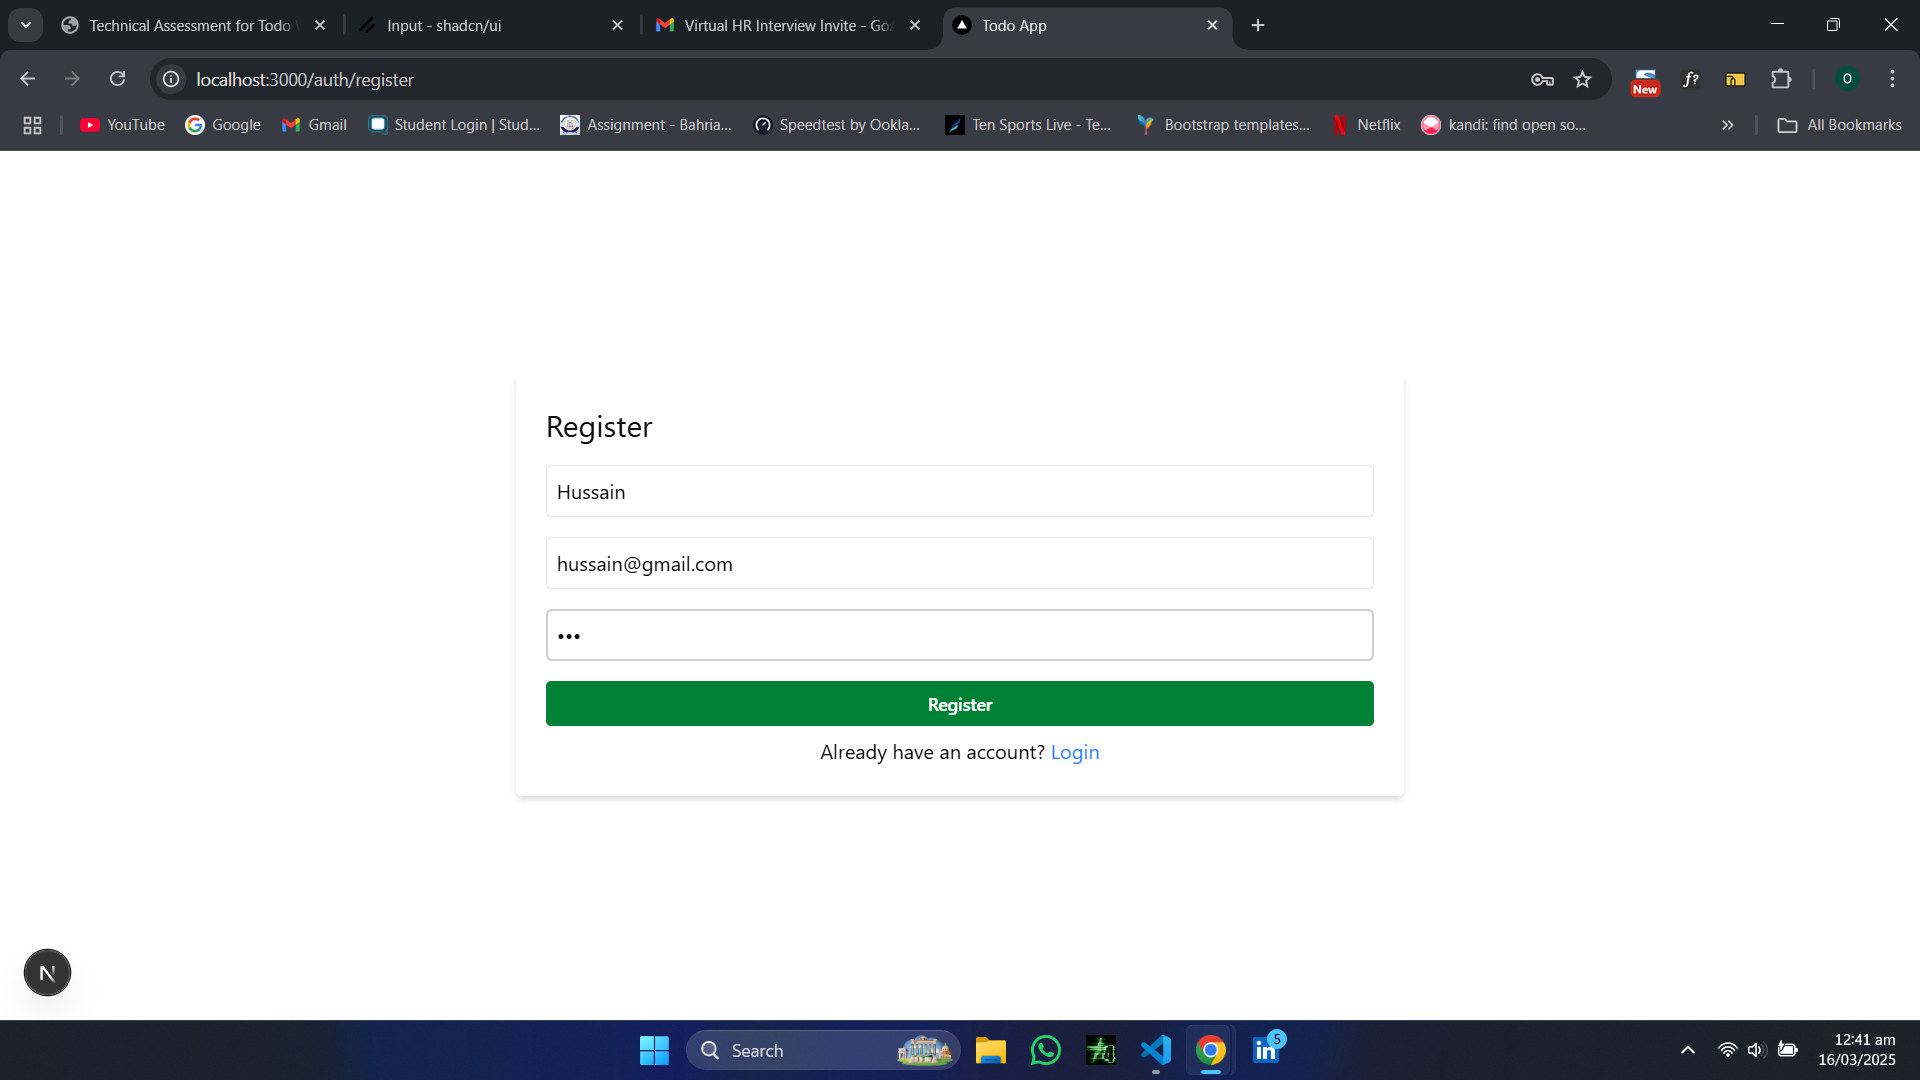 Technical Assessment for Todo
Input - shadcn/ui
Virtual HR Interview Invite - Go
Todo App
localhost:3000/auth/register
New
f?
O
YouTube
Google
Gmail
Student Login | Stud...
Assignment - Bahria...
Speedtest by Ookla...
Ten Sports Live - Te...
Bootstrap templates...
Netflix
kandi: find open so...
All Bookmarks
Register
Hussain
hussain@gmail.com
•••
Register
Already have an account? Login
N
Search
in
5
12:41 am
16/03/2025